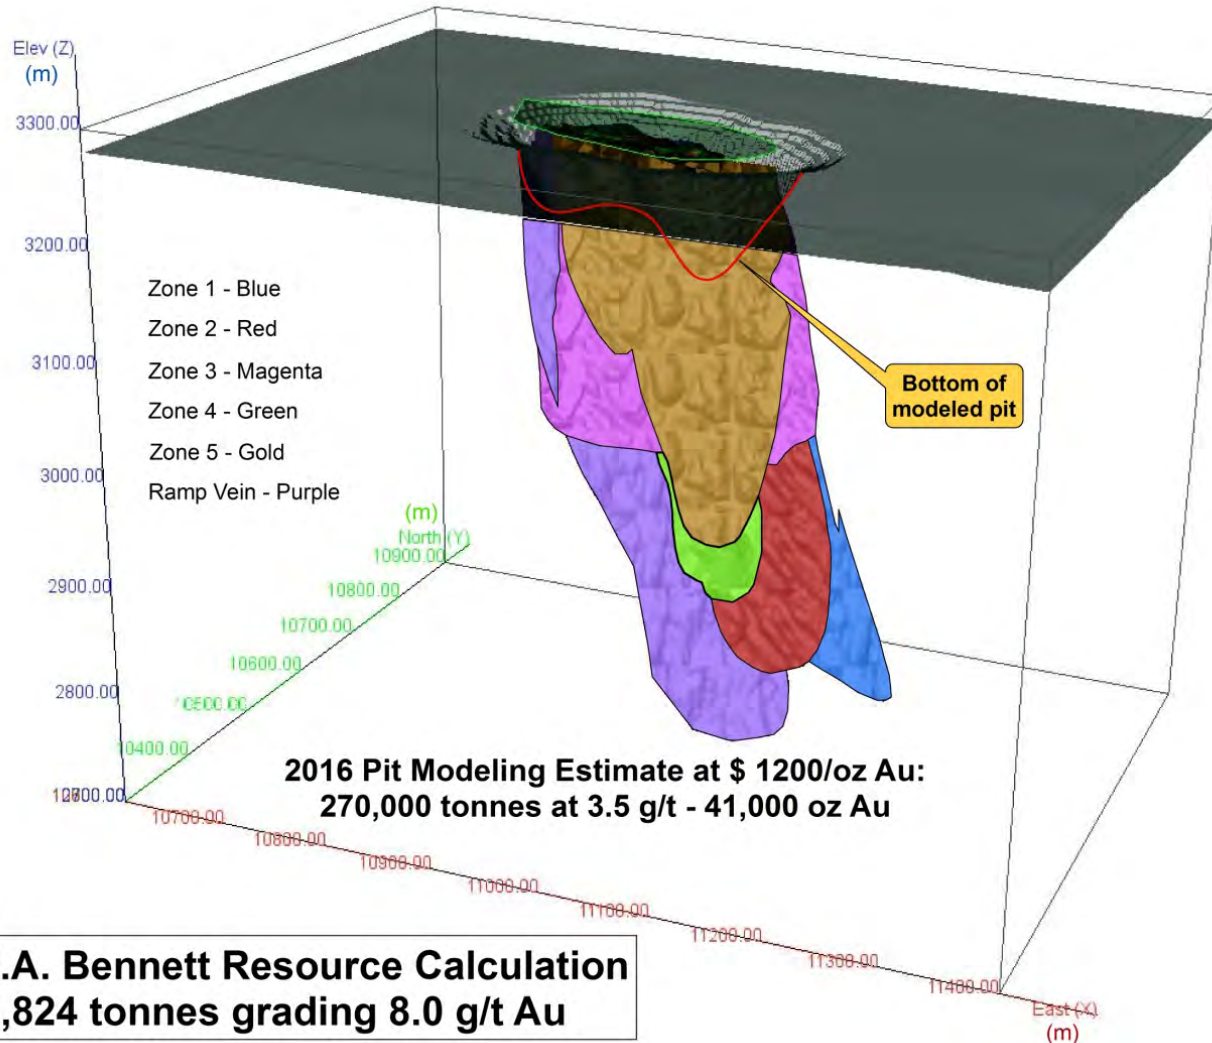 Elev (Z)
(m)
3300.00
3200.00
3100.00
3000.00
2900.00
2800.00
Zone 1 - Blue
Zone 2 - Red
Zone 3 - Magenta
Zone 4 - Green
Zone 5 - Gold
Ramp Vein - Purple
Bottom of
modeled pit
(m)
North (Y)
10900.00
10800.00
10700.00
10600.00
10500.00
10400.00
2016 Pit Modeling Estimate at $ 1200/oz Au:
270,000 tonnes at 3.5 g/t - 41,000 oz Au
10700.00
10800.00
10900.00
11000.00
11100.00
11200.00
11300.00
11400.00
East (X)
(m)
.A. Bennett Resource Calculation
,824 tonnes grading 8.0 g/t Au